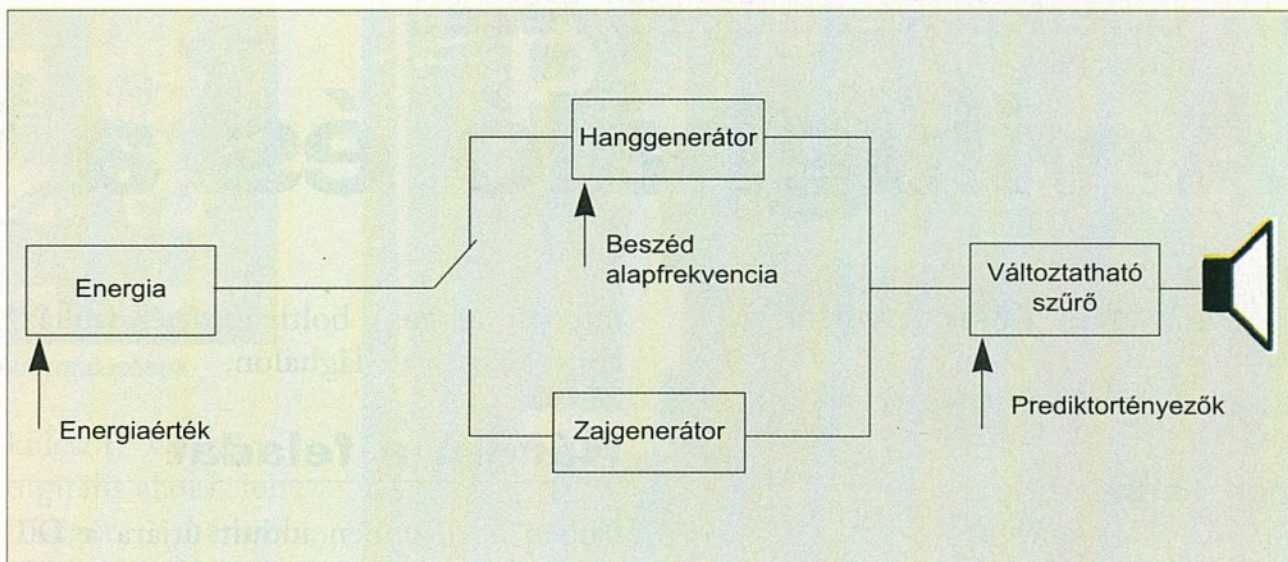 Hanggenerátor
Beszéd
alapfrekvencia
Energia
Energiaérték
Zajgenerátor
Változtatható
szűrő
Prediktortényezők